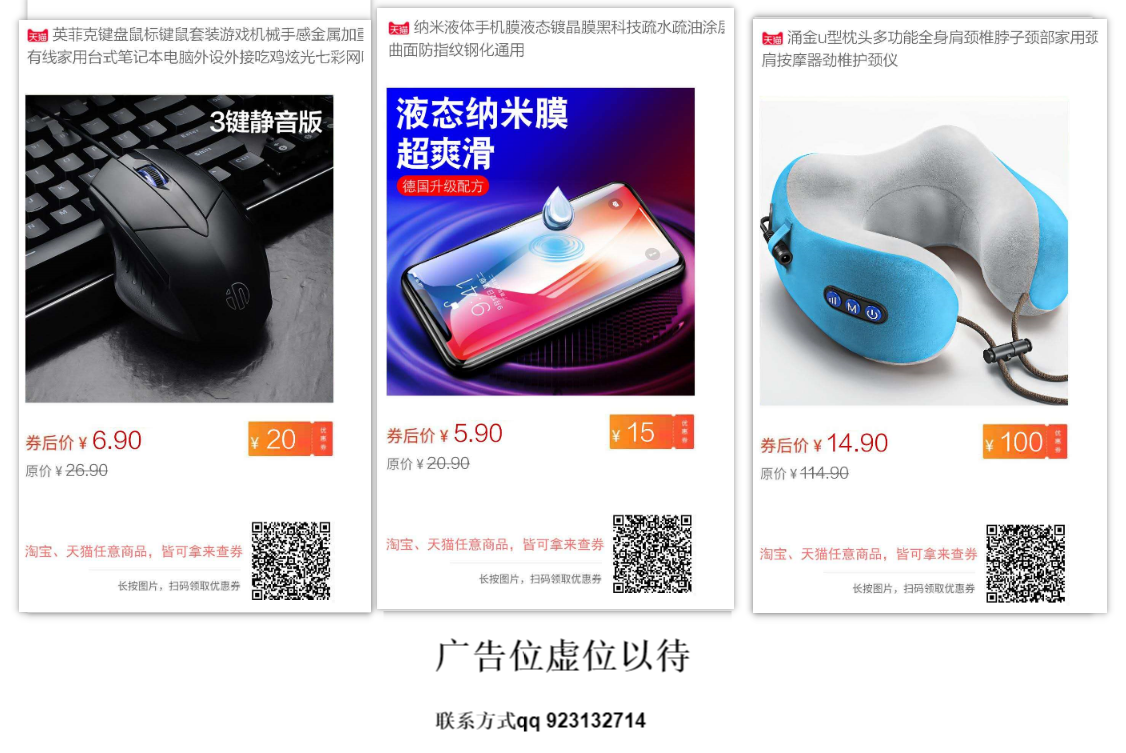 天猫 英菲克键盘鼠标键鼠套装游戏机械手感金属加重
有线家用台式笔记本电脑外设外接吃鸡炫光七彩网
3键静音版
券后价 ¥ 6.90
¥ 20 优惠券
原价 ¥ 26.90
淘宝、天猫任意商品，皆可拿来查券
长按图片，扫码领取优惠券
天猫 纳米液体手机膜液态镀晶膜黑科技疏水疏油涂层
曲面防指纹钢化通用
液态纳米膜
超爽滑
德国升级配方
券后价 ¥ 5.90
¥ 15 优惠券
原价 ¥ 20.90
淘宝、天猫任意商品，皆可拿来查券
长按图片，扫码领取优惠券
天猫 涌金u型枕头多功能全身肩颈椎脖子颈部家用颈
肩按摩器劲椎护颈仪
M
券后价 ¥ 14.90
¥ 100 优惠券
原价 ¥ 114.90
淘宝、天猫任意商品，皆可拿来查券
长按图片，扫码领取优惠券
广告位虚位以待
联系方式qq 923132714